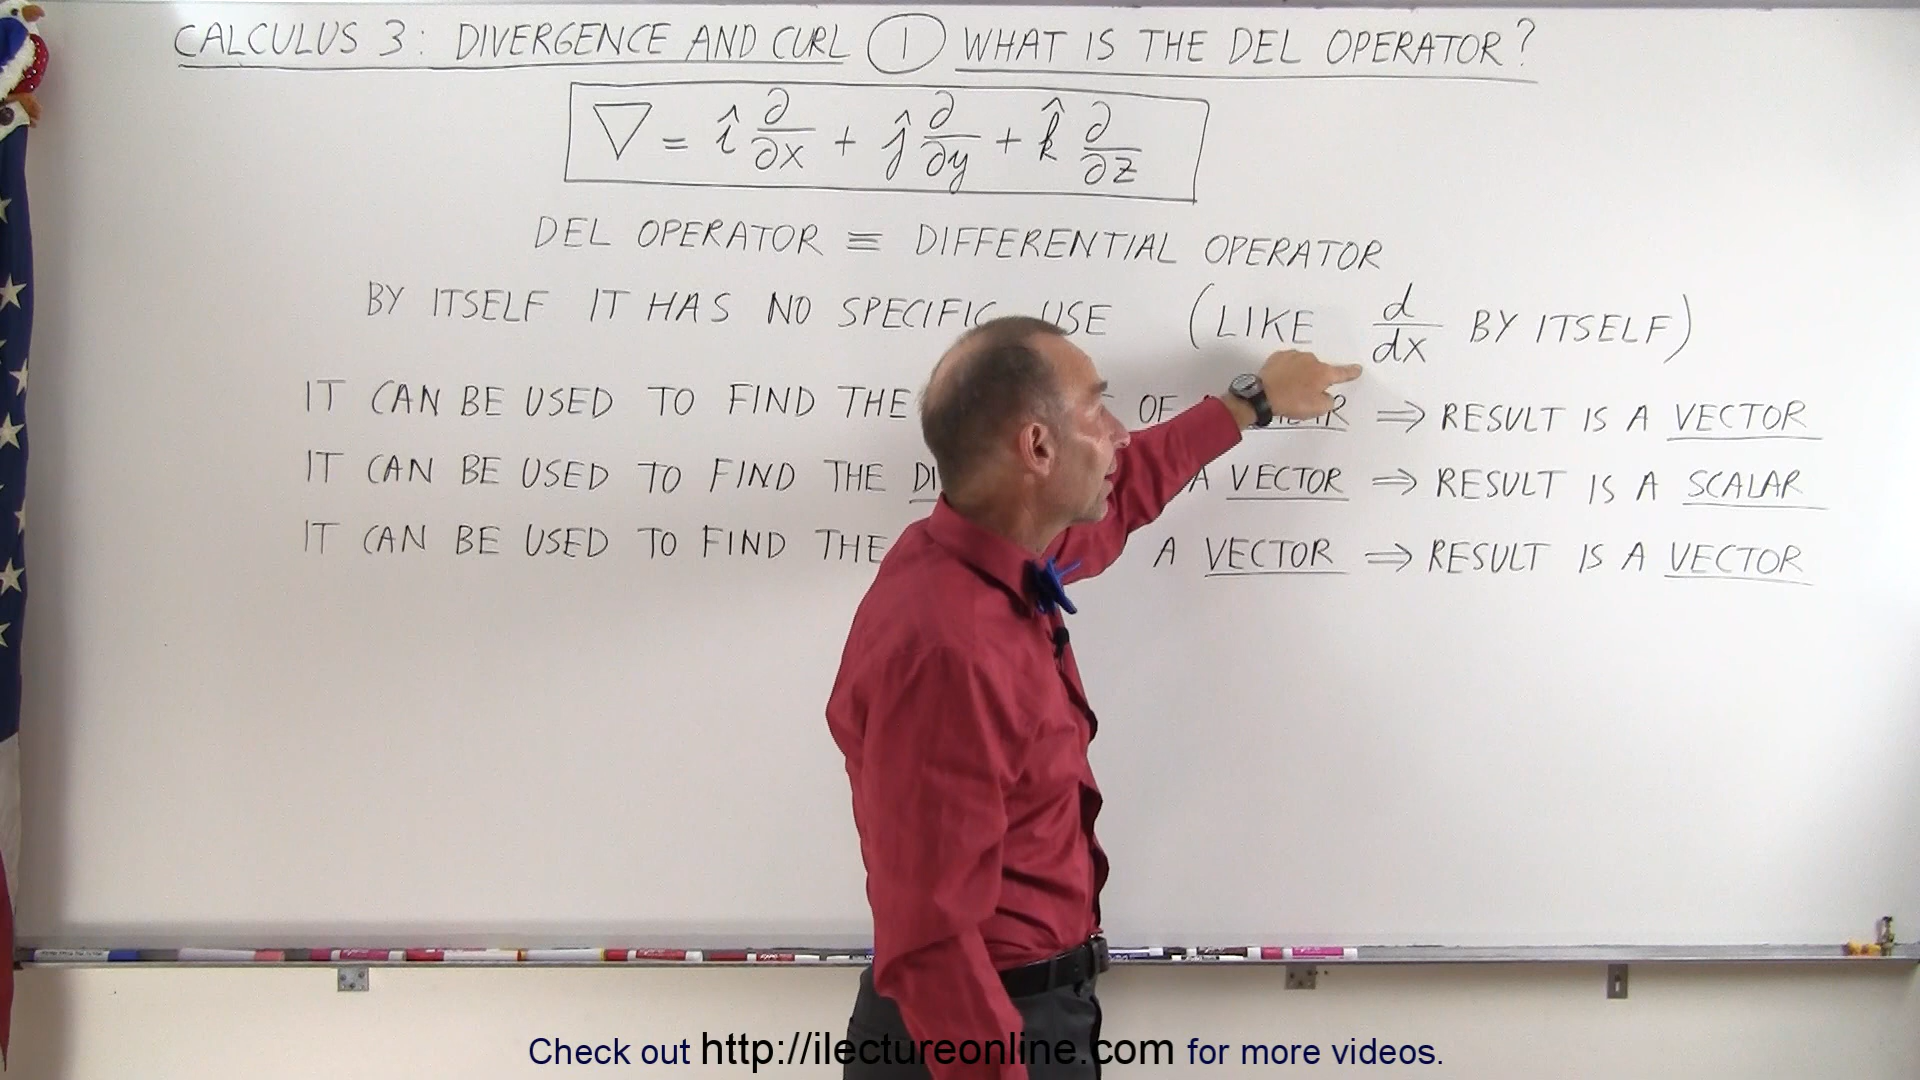 CALCULUS 3: DIVERGENCE AND CURL ① WHAT IS THE DEL OPERATOR?
∇ = î ∂/∂x + ĵ ∂/∂y + k̂ ∂/∂z
DEL OPERATOR ≡ DIFFERENTIAL OPERATOR
BY ITSELF IT HAS NO SPECIFIC USE (LIKE d/dx BY ITSELF)
IT CAN BE USED TO FIND THE OF ⇒ RESULT IS A VECTOR
IT CAN BE USED TO FIND THE A VECTOR ⇒ RESULT IS A SCALAR
IT CAN BE USED TO FIND THE A VECTOR ⇒ RESULT IS A VECTOR
Check out http://ilectureonline.com for more videos.